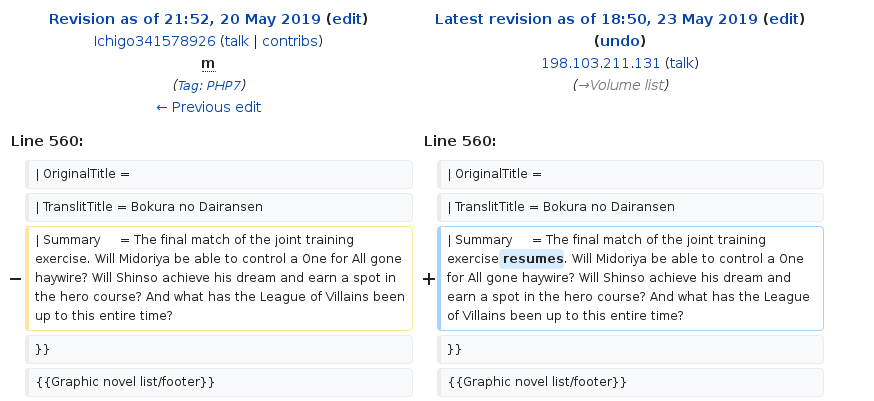 Revision as of 21:52, 20 May 2019 (edit)
Ichigo341578926 (talk | contribs)
m
(Tag: PHP7)
← Previous edit
Latest revision as of 18:50, 23 May 2019 (edit)
(undo)
198.103.211.131 (talk)
(→Volume list)
Line 560:
Line 560:
| OriginalTitle =
| OriginalTitle =
| TranslitTitle = Bokura no Dairansen
| TranslitTitle = Bokura no Dairansen
−
| Summary = The final match of the joint training
exercise. Will Midoriya be able to control a One for All gone
haywire? Will Shinso achieve his dream and earn a spot in
the hero course? And what has the League of Villains been
up to this entire time?
+
| Summary = The final match of the joint training
exercise resumes. Will Midoriya be able to control a One
for All gone haywire? Will Shinso achieve his dream and
earn a spot in the hero course? And what has the League
of Villains been up to this entire time?
}}
}}
{{Graphic novel list/footer}}
{{Graphic novel list/footer}}